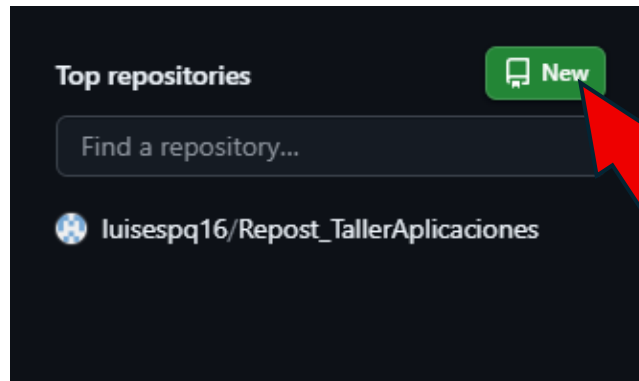 Top repositories
New
Find a repository...
luisespq16/Repost_TallerAplicaciones